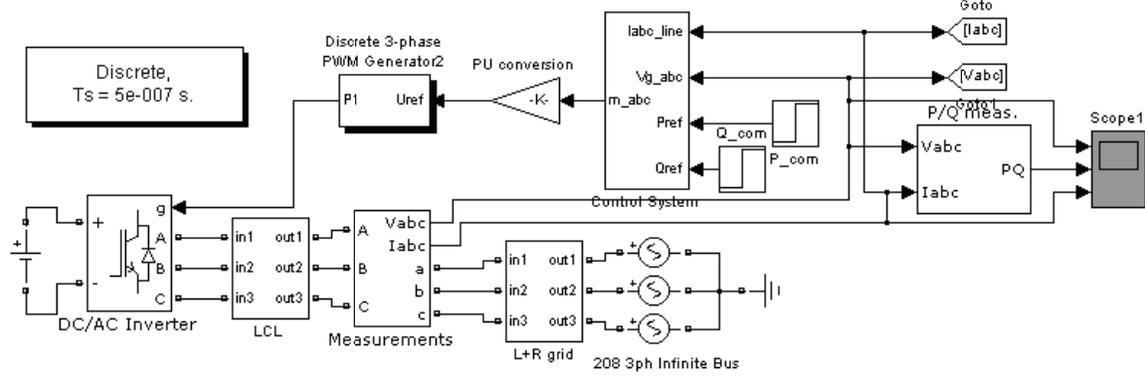 Goto
Iabc_line
[Iabc]
Discrete,
Ts = 5e-007 s.
Discrete 3-phase
PWM Generator2
P1
Uref
PU conversion
-K-
Vg_abc
m_abc
Pref
Qref
Control System
[Vabc]
Goto1
Q_com
P_com
P/Q meas.
Vabc
Iabc
PQ
Scope1
+
g
+
-
A
B
C
DC/AC Inverter
in1
in2
in3
out1
out2
out3
LCL
A
B
C
Vabc
Iabc
a
b
c
Measurements
in1
in2
in3
out1
out2
out3
L+R grid
+
+
+
208 3ph Infinite Bus